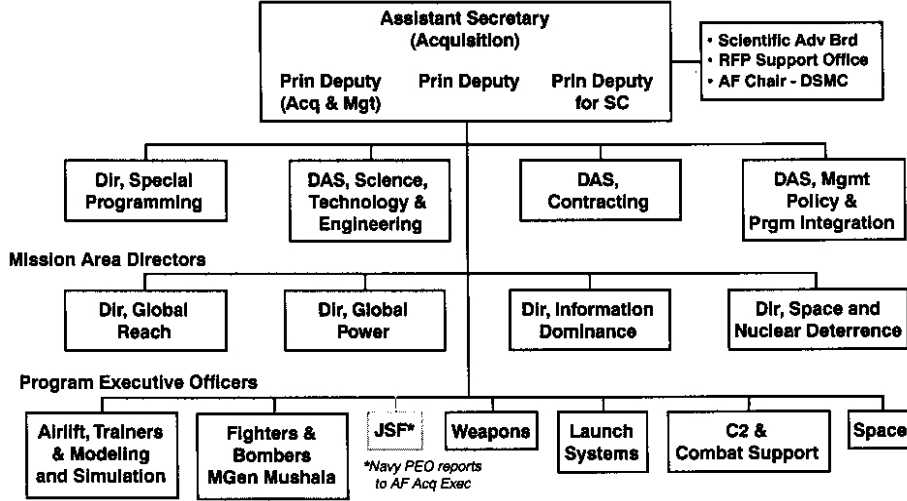 Assistant Secretary
(Acquisition)
Prin Deputy
(Acq & Mgt)
Prin Deputy
Prin Deputy
for SC
• Scientific Adv Brd
• RFP Support Office
• AF Chair - DSMC
Dir, Special
Programming
DAS, Science,
Technology &
Engineering
DAS,
Contracting
DAS, Mgmt
Policy &
Prgm Integration
Mission Area Directors
Dir, Global
Reach
Dir, Global
Power
Dir, Information
Dominance
Dir, Space and
Nuclear Deterrence
Program Executive Officers
Airlift, Trainers
& Modeling
and Simulation
Fighters &
Bombers
MGen Mushala
JSF*
*Navy PEO reports
to AF Acq Exec
Weapons
Launch
Systems
C2 &
Combat Support
Space